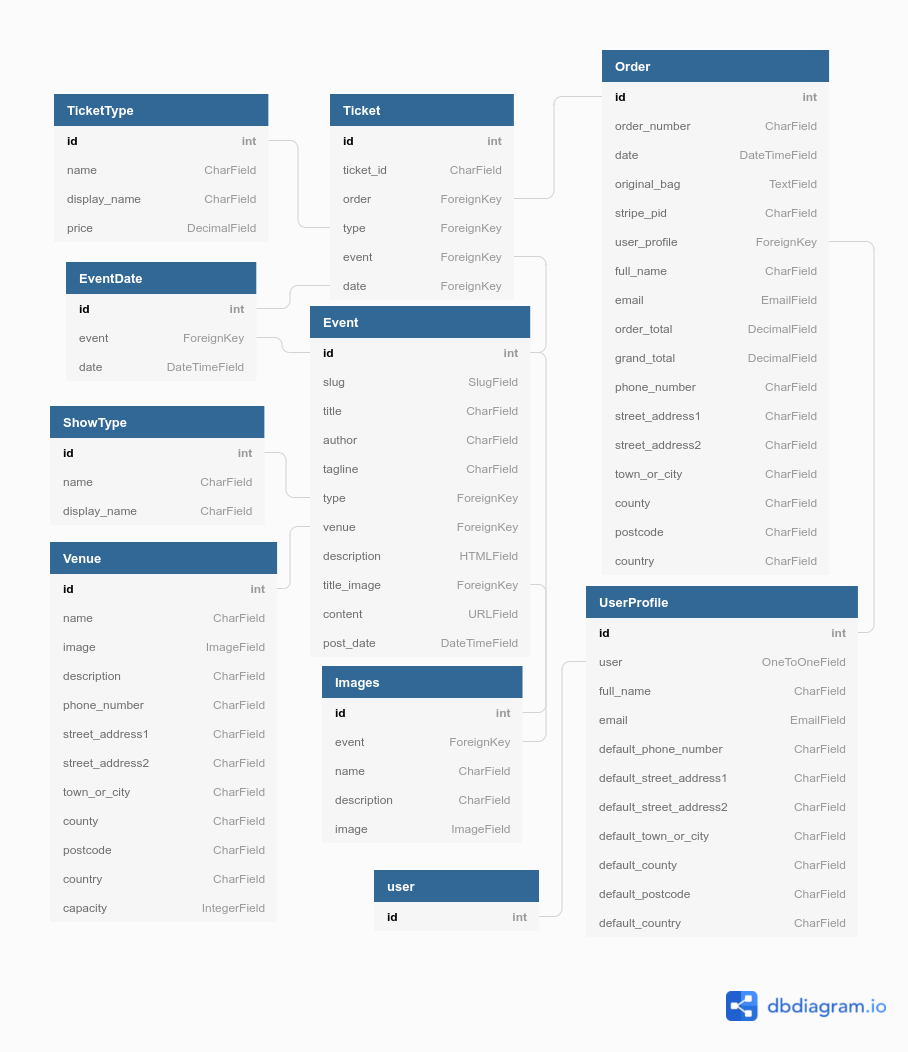 TicketType
id int
name CharField
display_name CharField
price DecimalField
Ticket
id int
ticket_id CharField
order ForeignKey
type ForeignKey
event ForeignKey
date ForeignKey
Order
id int
order_number CharField
date DateTimeField
original_bag TextField
stripe_pid CharField
user_profile ForeignKey
full_name CharField
email EmailField
order_total DecimalField
grand_total DecimalField
phone_number CharField
street_address1 CharField
street_address2 CharField
town_or_city CharField
county CharField
postcode CharField
country CharField
EventDate
id int
event ForeignKey
date DateTimeField
Event
id int
slug SlugField
title CharField
author CharField
tagline CharField
type ForeignKey
venue ForeignKey
description HTMLField
title_image ForeignKey
content URLField
post_date DateTimeField
ShowType
id int
name CharField
display_name CharField
Venue
id int
name CharField
image ImageField
description CharField
phone_number CharField
street_address1 CharField
street_address2 CharField
town_or_city CharField
county CharField
postcode CharField
country CharField
capacity IntegerField
Images
id int
event ForeignKey
name CharField
description CharField
image ImageField
UserProfile
id int
user OneToOneField
full_name CharField
email EmailField
default_phone_number CharField
default_street_address1 CharField
default_street_address2 CharField
default_town_or_city CharField
default_county CharField
default_postcode CharField
default_country CharField
user
id int
dbdiagram.io